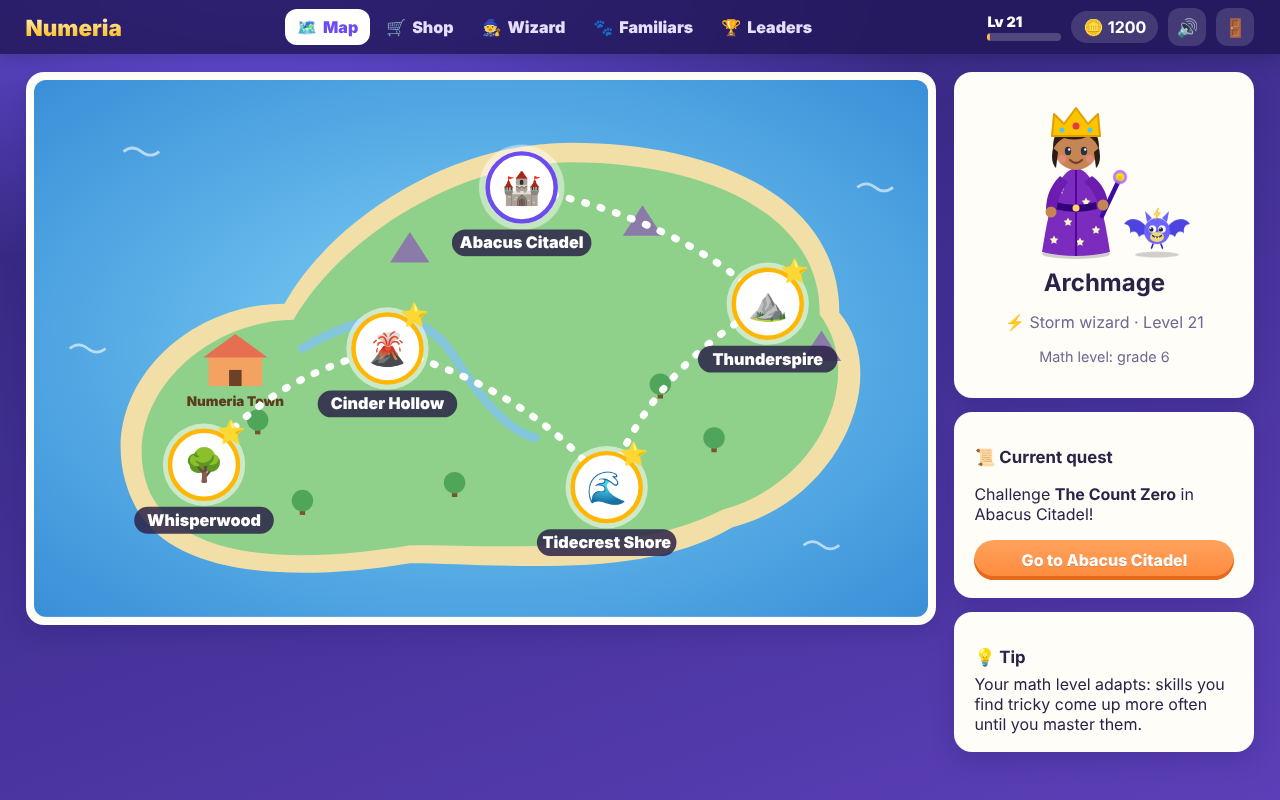 Numeria
Map
Shop
Wizard
Familiars
Leaders
Lv 21
1200
Abacus Citadel
Thunderspire
Numeria Town
Cinder Hollow
Whisperwood
Tidecrest Shore
Archmage
Storm wizard · Level 21
Math level: grade 6
Current quest
Challenge The Count Zero in
Abacus Citadel!
Go to Abacus Citadel
Tip
Your math level adapts: skills you
find tricky come up more often
until you master them.